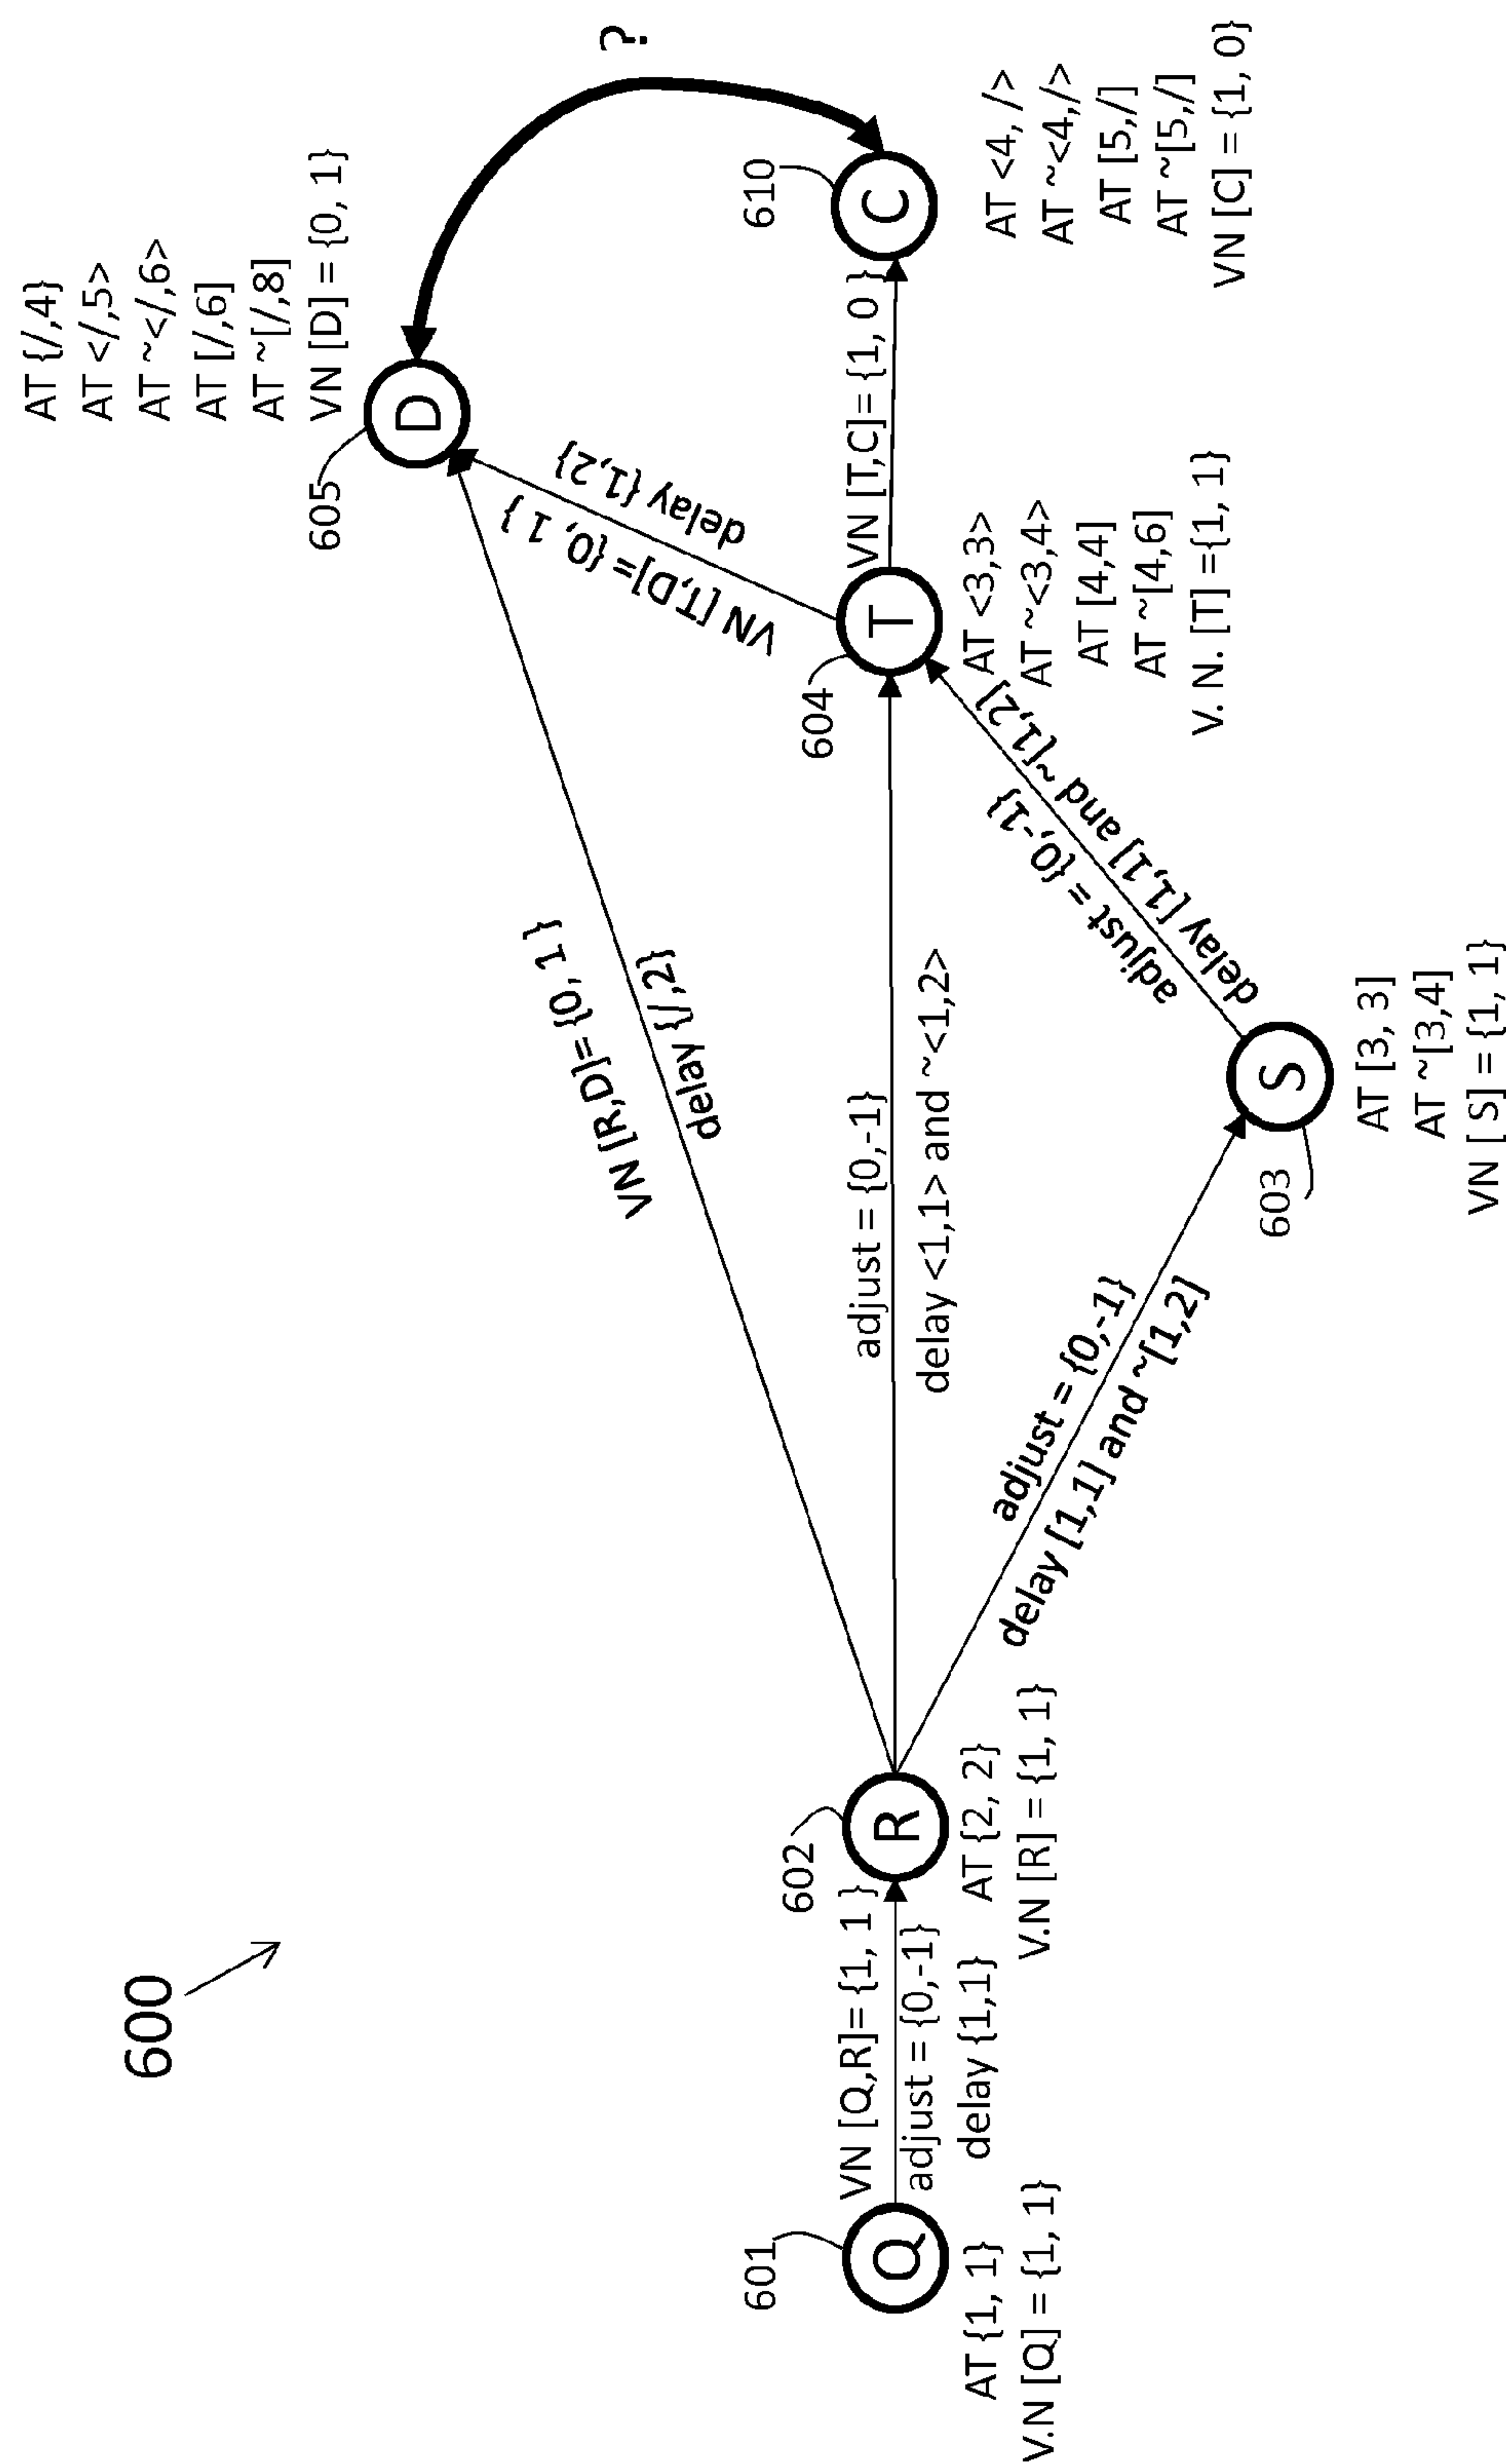 600
601
Q
AT {1, 1}
V.N [Q] = {1, 1}
VN [Q,R]= {1, 1 }
adjust = {0,-1}
delay {1,1}
602
R
AT {2, 2}
V.N [R] = {1, 1}
VN [R,D]= {0, 1 }
delay {/,2}
adjust = {0,-1}
delay <1,1> and ~<1,2>
adjust = {0,-1}
delay [1,1] and ~[1,2]
603
S
AT [3, 3]
AT ~[3,4]
VN [ S] = {1, 1}
adjust = {0,-1}
delay [1,1] and ~[1,2]
604
T
AT <3,3>
AT ~<3,4>
AT [4,4]
AT ~[4,6]
V. N. [T] ={1, 1}
VN [T,D]= {0, 1 }
delay {1,2}
VN [T,C]= {1, 0 }
605
D
AT {/,4}
AT </,5>
AT ~</,6>
AT [/,6]
AT ~[/,8]
VN [D] = {0, 1}
?
610
C
AT <4, />
AT ~<4,/>
AT [5,/]
AT ~[5,/]
VN [C] = {1, 0}